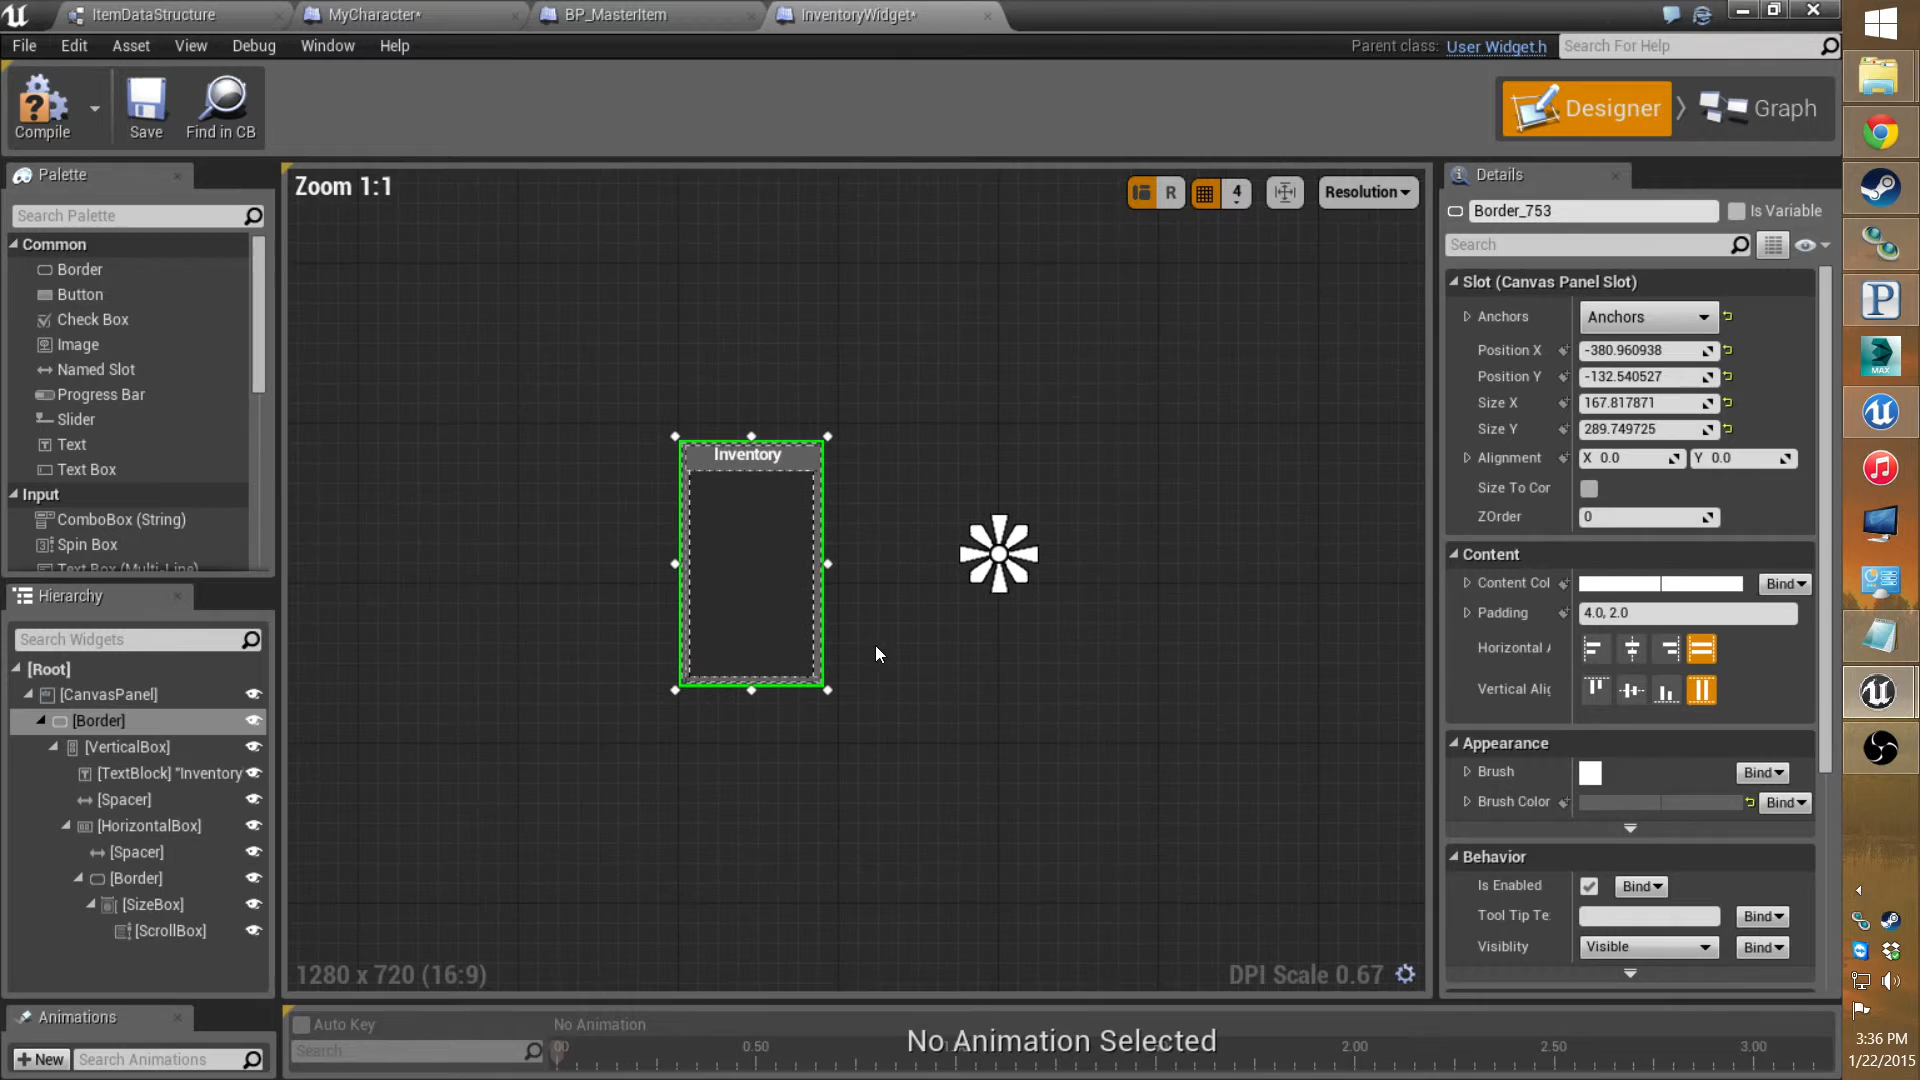 ItemDataStructure
MyCharacter*
BP_MasterItem
InventoryWidget*
File Edit Asset View Debug Window Help
Parent class: User Widget.h
Search For Help
Compile
Save
Find in CB
Designer
Graph
Palette
Search Palette
Common
Border
Button
Check Box
Image
Named Slot
Progress Bar
Slider
Text
Text Box
Input
ComboBox (String)
Spin Box
Text Box (Multi-Line)
Hierarchy
Search Widgets
[Root]
[CanvasPanel]
[Border]
[VerticalBox]
[TextBlock] "Inventory
[Spacer]
[HorizontalBox]
[Spacer]
[Border]
[SizeBox]
[ScrollBox]
Animations
New
Search Animations
Zoom 1:1
R
4
Resolution
Inventory
1280 x 720 (16:9)
DPI Scale 0.67
Auto Key
Search
No Animation
No Animation Selected
0.50
2.00
2.50
3.00
Details
Border_753
Is Variable
Search
Slot (Canvas Panel Slot)
Anchors Anchors
Position X -380.960938
Position Y -132.540527
Size X 167.817871
Size Y 289.749725
Alignment X 0.0 Y 0.0
Size To Cor
ZOrder 0
Content
Content Col Bind
Padding 4.0, 2.0
Horizontal A
Vertical Alig
Appearance
Brush Bind
Brush Color Bind
Behavior
Is Enabled Bind
Tool Tip Te: Bind
Visiblity Visible Bind
P
MAX
3:36 PM
1/22/2015